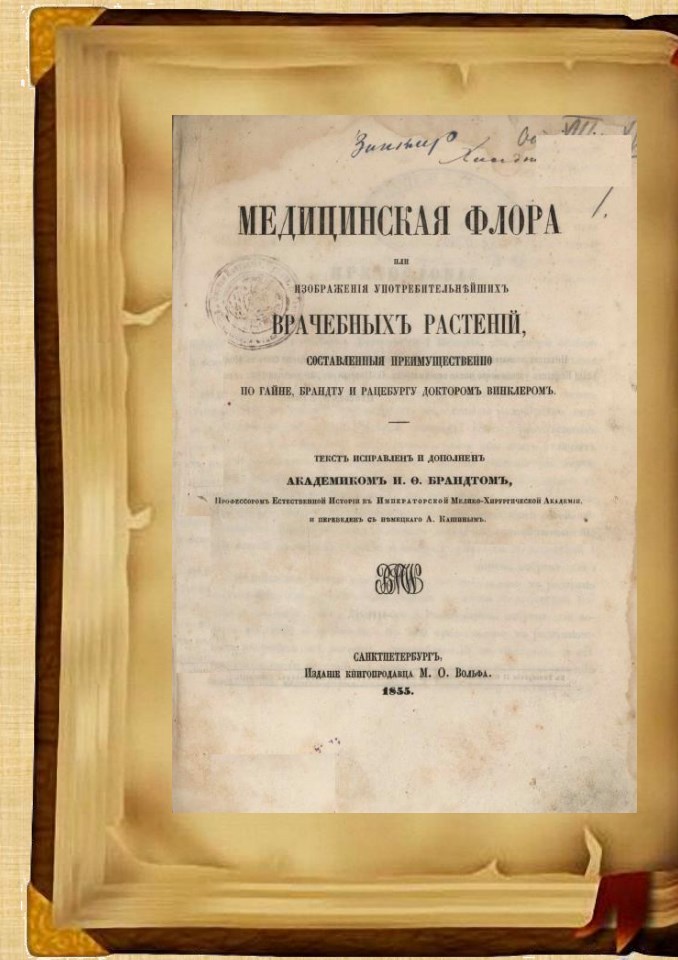 МЕДИЦИНСКАЯ ФЛОРА
ИЛИ
ИЗОБРАЖЕНІЯ УПОТРЕБИТЕЛЬНѢЙШИХЪ
ВРАЧЕБНЫХЪ РАСТЕНІЙ,
СОСТАВЛЕННЫЯ ПРЕИМУЩЕСТВЕННО
ПО ГАЙНЕ, БРАНДТУ И РАЦЕБУРГУ ДОКТОРОМЪ ВИНКЛЕРОМЪ.
ТЕКСТЪ ИСПРАВЛЕНЪ И ДОПОЛНЕНЪ
АКАДЕМИКОМЪ И. Ѳ. БРАНДТОМЪ,
ПРОФЕССОРОМЪ ЕСТЕСТВЕННОЙ ИСТОРІИ ВЪ ИМПЕРАТОРСКОЙ МЕДИКО-ХИРУРГИЧЕСКОЙ АКАДЕМІИ.
И ПЕРЕВЕДЕНЪ СЪ НѢМЕЦКАГО А. КАШИНЫМЪ.
САНКТПЕТЕРБУРГЪ.
ИЗДАНІЕ КНИГОПРОДАВЦА М. О. ВОЛЬФА.
1855.